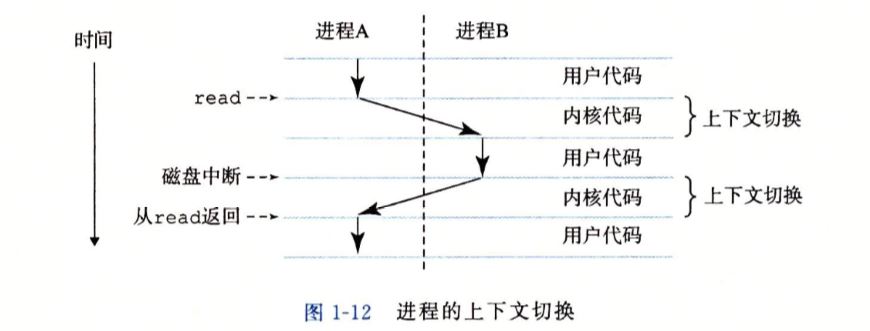 时间
进程A
进程B
用户代码
read
内核代码
上下文切换
用户代码
磁盘中断
内核代码
上下文切换
从read返回
用户代码
图 1-12 进程的上下文切换